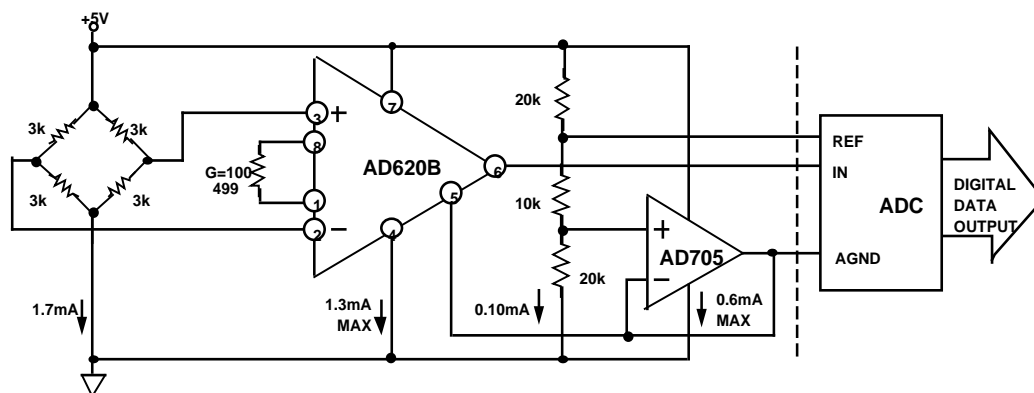 +5V
3k
3k
3k
3k
G=100
499
3
8
1
2
+
−
7
AD620B
6
5
4
20k
10k
20k
+
−
AD705
1.7mA
1.3mA
MAX
0.10mA
0.6mA
MAX
REF
IN
ADC
AGND
DIGITAL
DATA
OUTPUT